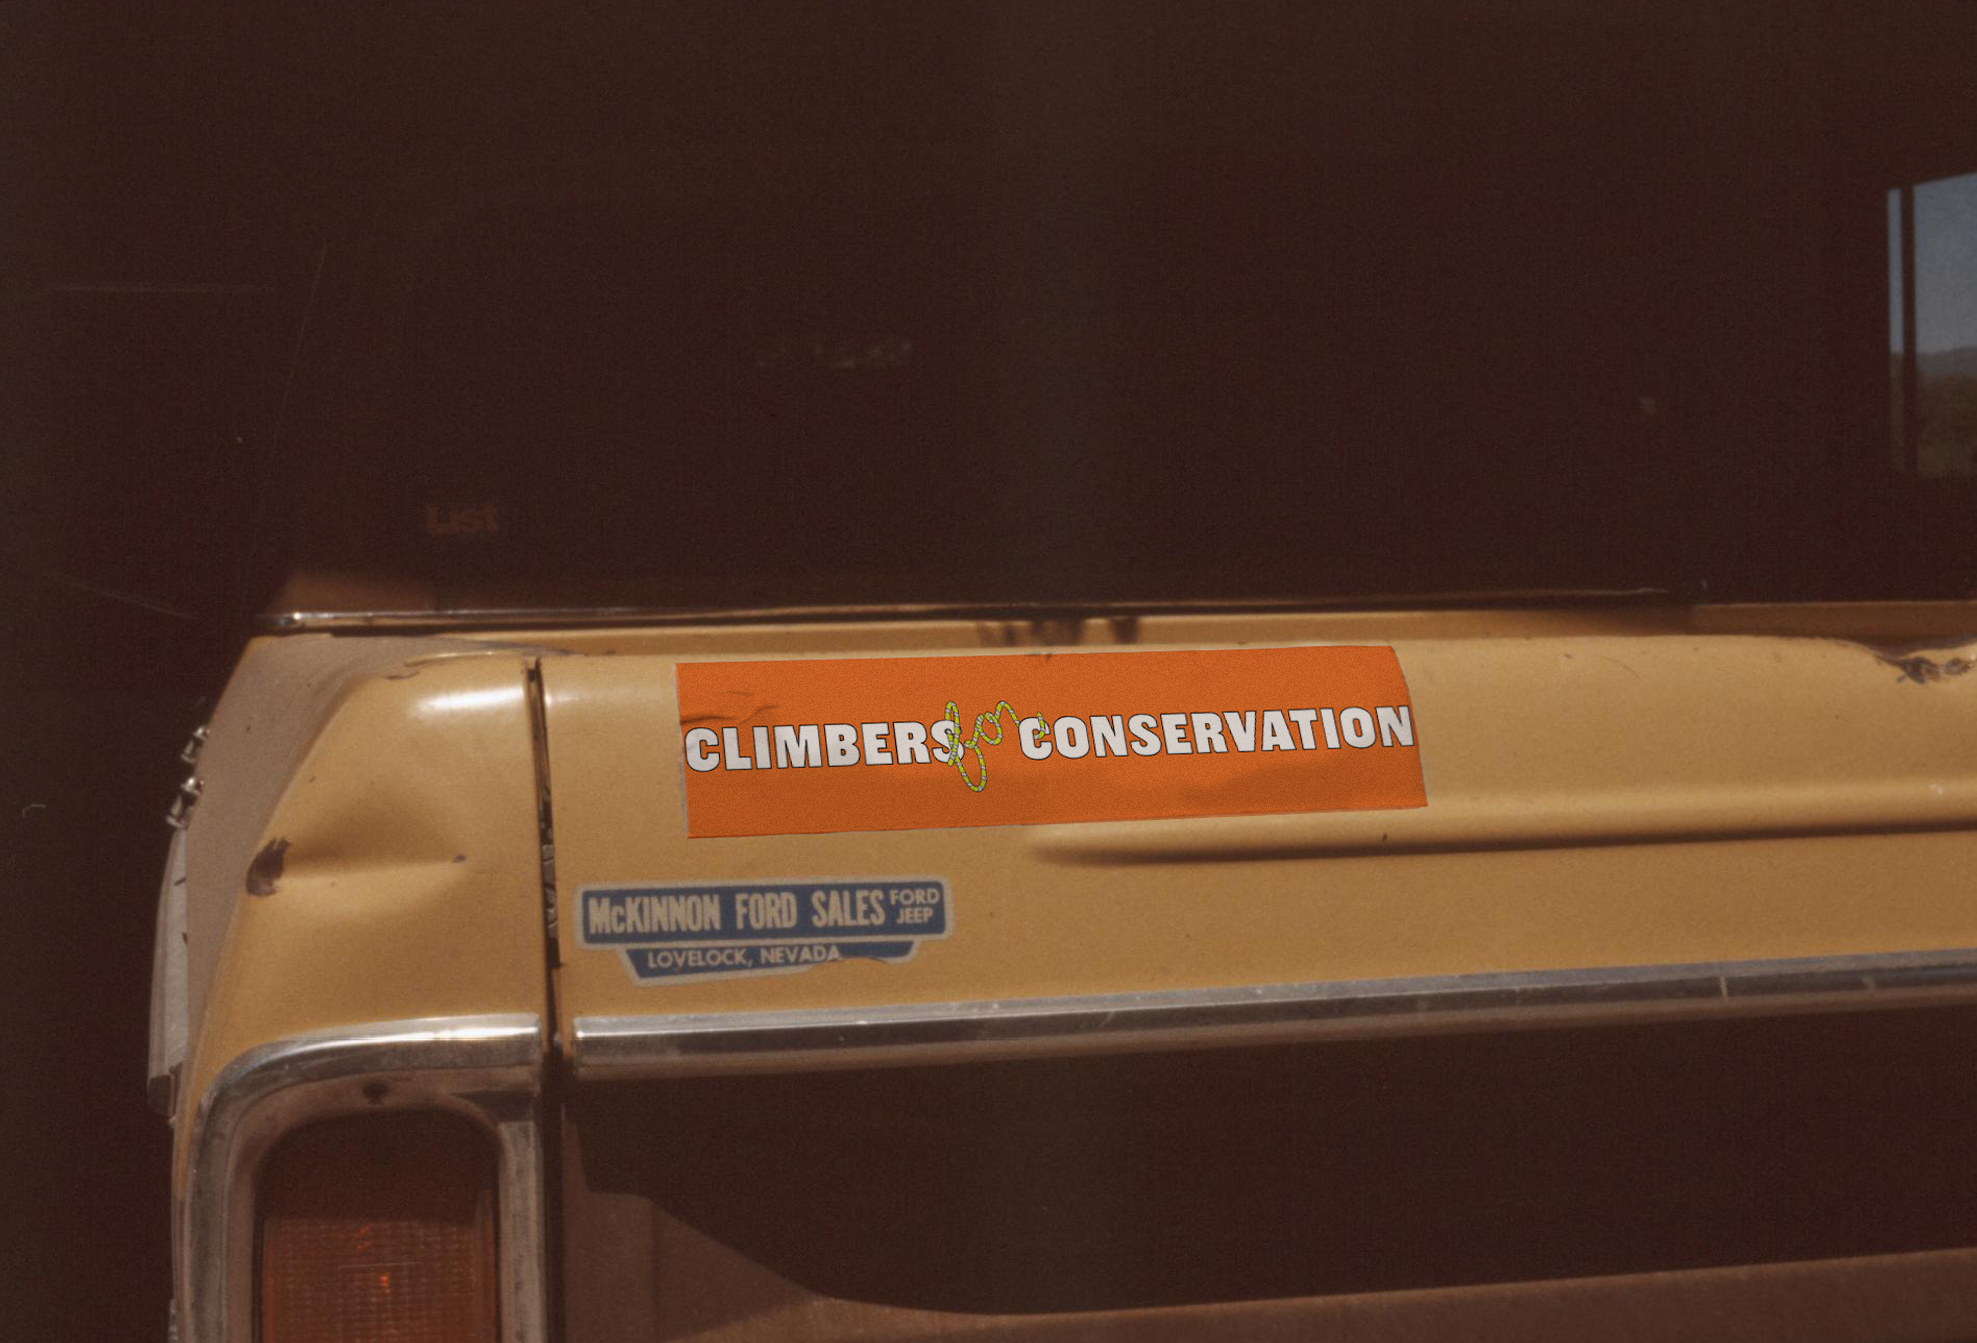 CLIMBERS for CONSERVATION
McKINNON FORD SALES FORD JEEP
LOVELOCK, NEVADA